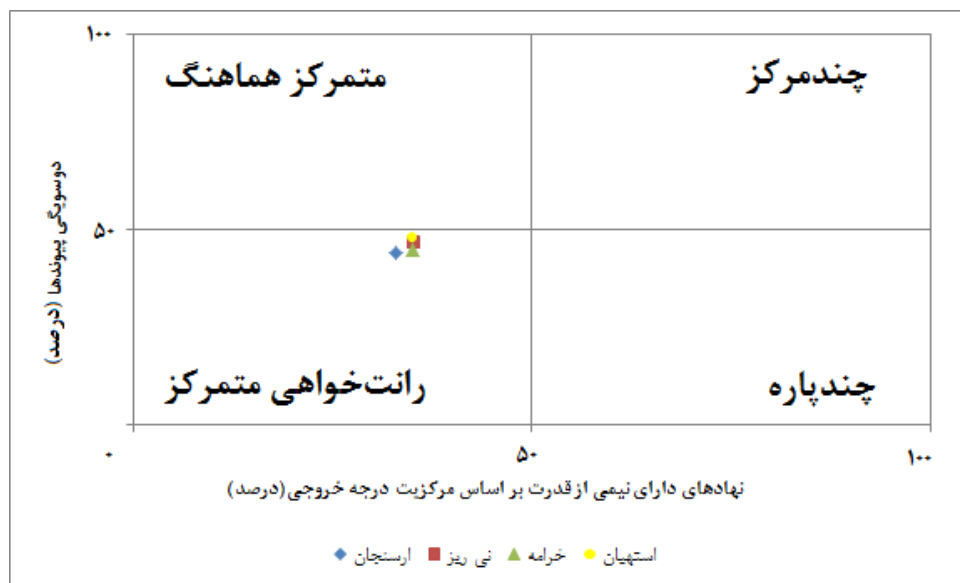 ۱۰۰
چندمرکز
متمرکز هماهنگ
دوسویگی پیوندها (درصد)
۵۰
چندپاره
رانت‌خواهی متمرکز
۰
۵۰
۱۰۰
نهادهای دارای نیمی از قدرت بر اساس مرکزیت درجه خروجی(درصد)
ارسنجان
نی ریز
خرامه
استهبان